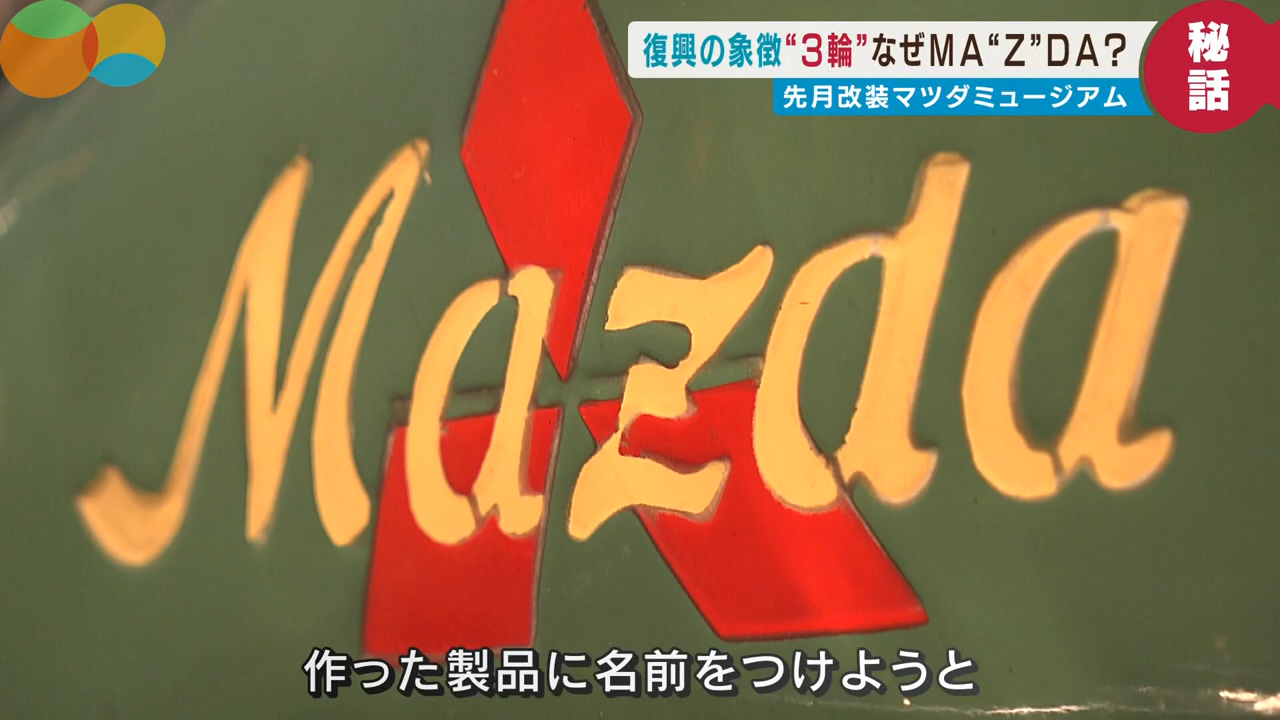 復興の象徴“３輪”なぜＭＡ“Ｚ”ＤＡ？
先月改装マツダミュージアム
秘話
Mazda
作った製品に名前をつけようと